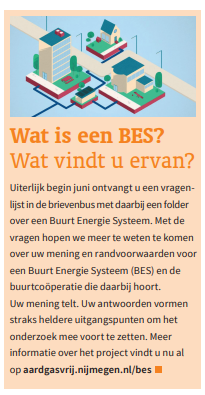 Wat is een BES?
Wat vindt u ervan?
Uiterlijk begin juni ontvangt u een vragen-
lijst in de brievenbus met daarbij een folder
over een Buurt Energie Systeem. Met de
vragen hopen we meer te weten te komen
over uw mening en randvoorwaarden voor
een Buurt Energie Systeem (BES) en de
buurtcoöperatie die daarbij hoort.
Uw mening telt. Uw antwoorden vormen
straks heldere uitgangspunten om het
onderzoek mee voort te zetten. Meer
informatie over het project vindt u nu al
op aardgasvrij.nijmegen.nl/bes